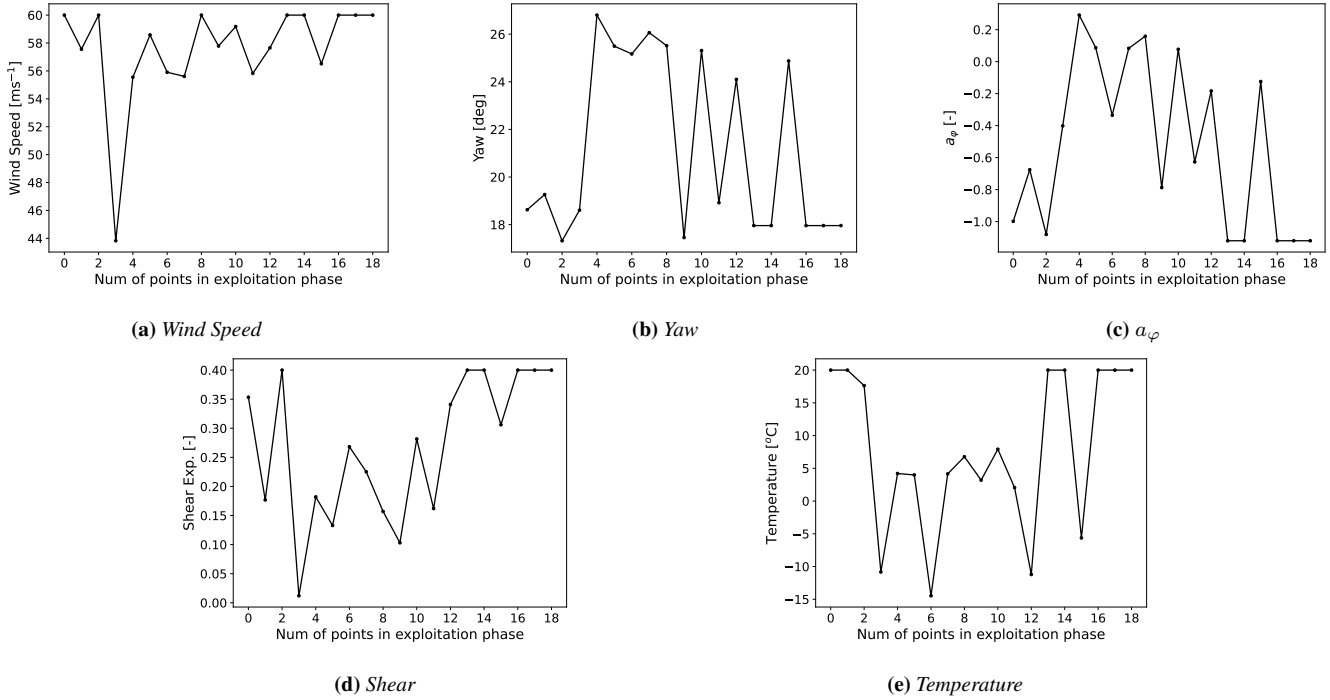 60
58
56
54
52
50
48
46
44
Wind Speed [ms⁻¹]
0 2 4 6 8 10 12 14 16 18
Num of points in exploitation phase
(a) Wind Speed
26
24
22
20
18
Yaw [deg]
0 2 4 6 8 10 12 14 16 18
Num of points in exploitation phase
(b) Yaw
0.2
0.0
−0.2
−0.4
−0.6
−0.8
−1.0
aφ [-]
0 2 4 6 8 10 12 14 16 18
Num of points in exploitation phase
(c) aφ
0.40
0.35
0.30
0.25
0.20
0.15
0.10
0.05
0.00
Shear Exp. [-]
0 2 4 6 8 10 12 14 16 18
Num of points in exploitation phase
(d) Shear
20
15
10
5
0
−5
−10
−15
Temperature [°C]
0 2 4 6 8 10 12 14 16 18
Num of points in exploitation phase
(e) Temperature